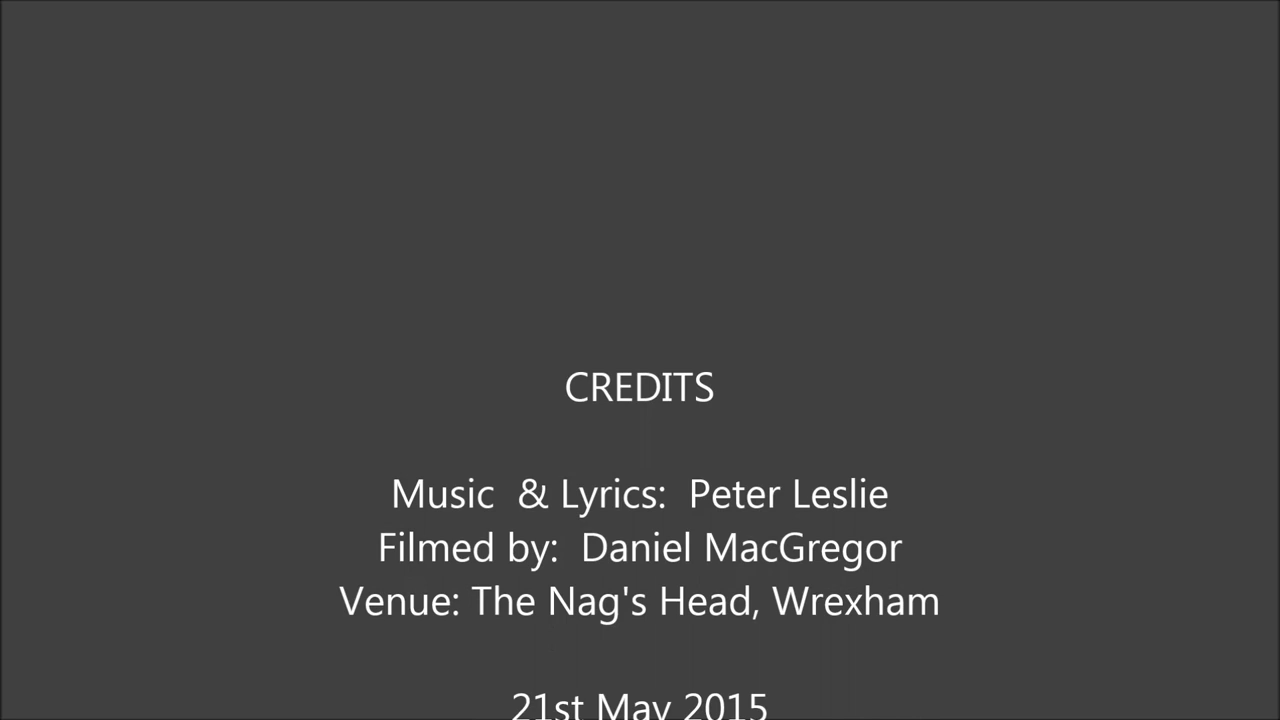 CREDITS
Music  & Lyrics:  Peter Leslie
Filmed by:  Daniel MacGregor
Venue: The Nag's Head, Wrexham
21st May 2015